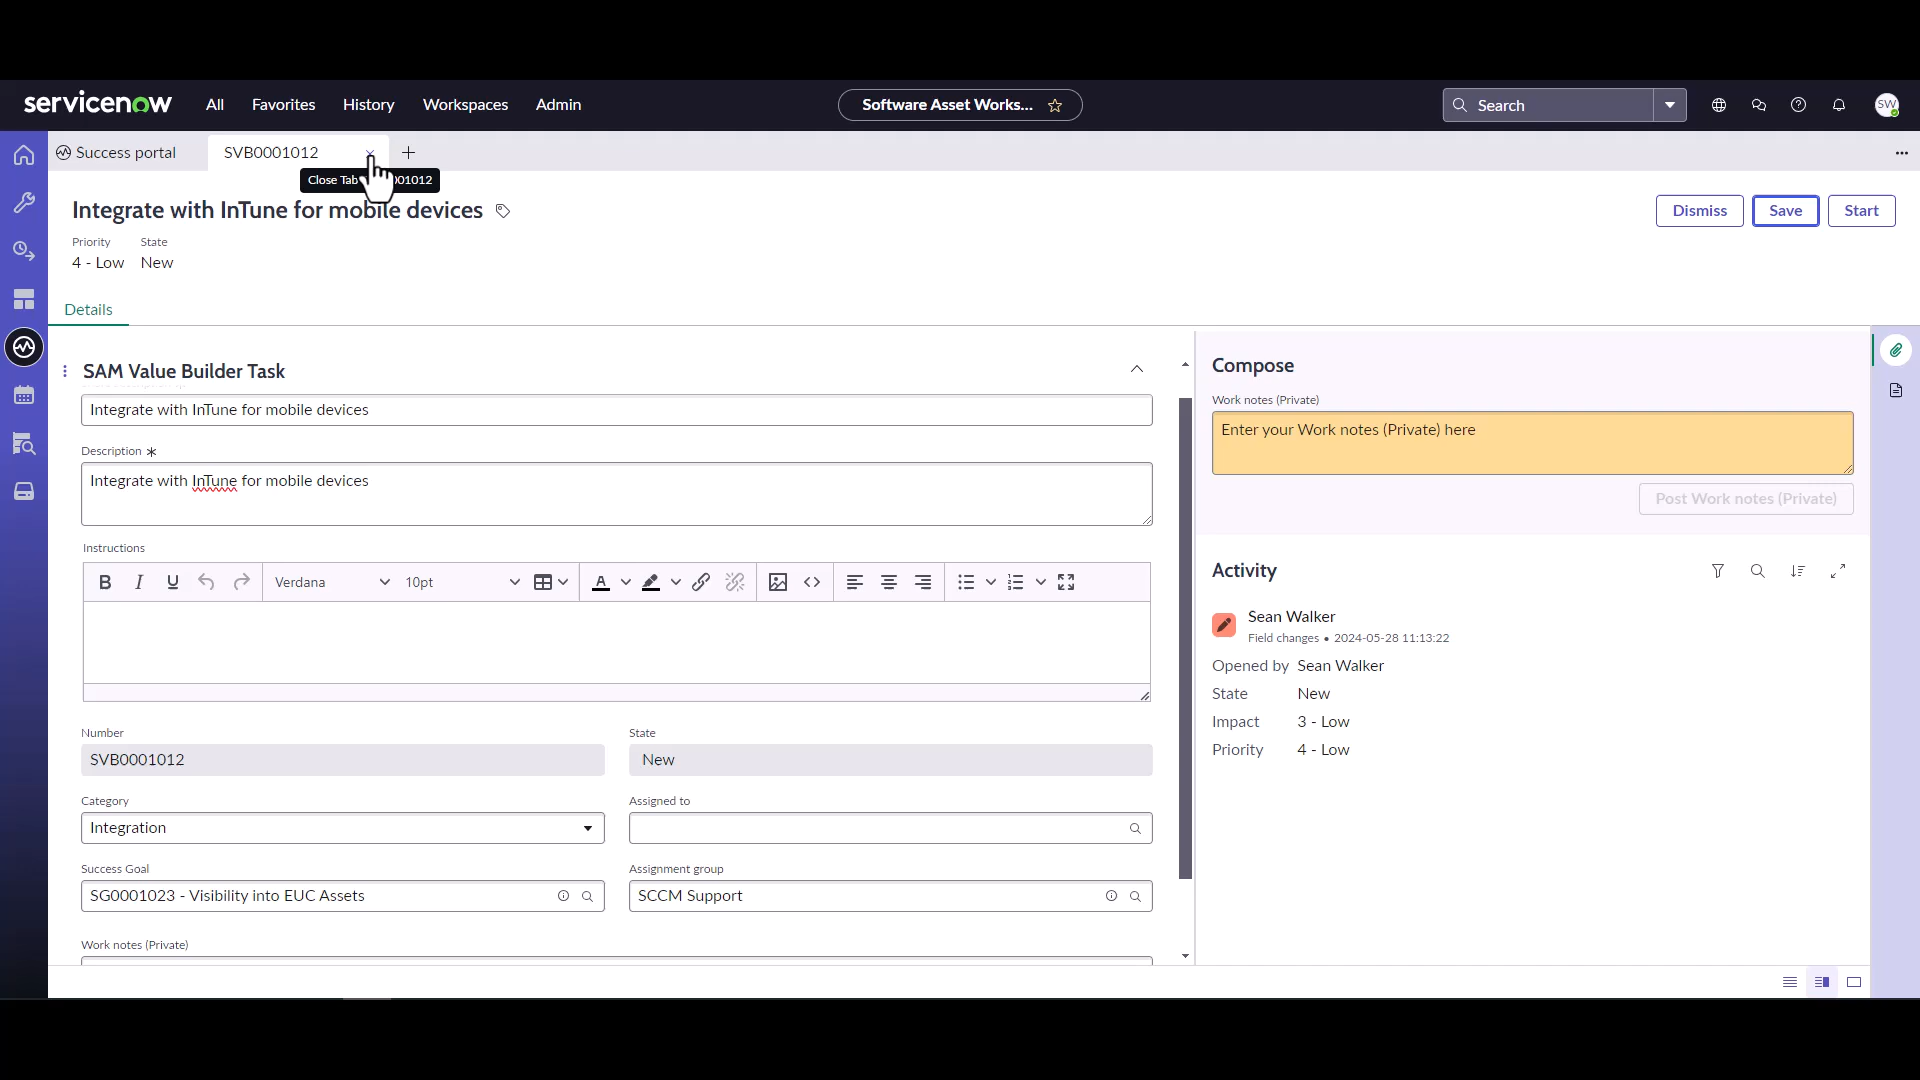 servicenow All Favorites History Workspaces Admin Software Asset Works... Search SW
Success portal SVB0001012
Close Tab 01012
Integrate with InTune for mobile devices Dismiss Save Start
Priority State
4 - Low New
Details
SAM Value Builder Task
Integrate with InTune for mobile devices
Description *
Integrate with InTune for mobile devices
Instructions
B I U Verdana 10pt A
Number State
SVB0001012 New
Category Assigned to
Integration
Success Goal Assignment group
SG0001023 - Visibility into EUC Assets SCCM Support
Work notes (Private)
Compose
Work notes (Private)
Enter your Work notes (Private) here
Post Work notes (Private)
Activity
Sean Walker
Field changes • 2024-05-28 11:13:22
Opened by Sean Walker
State New
Impact 3 - Low
Priority 4 - Low